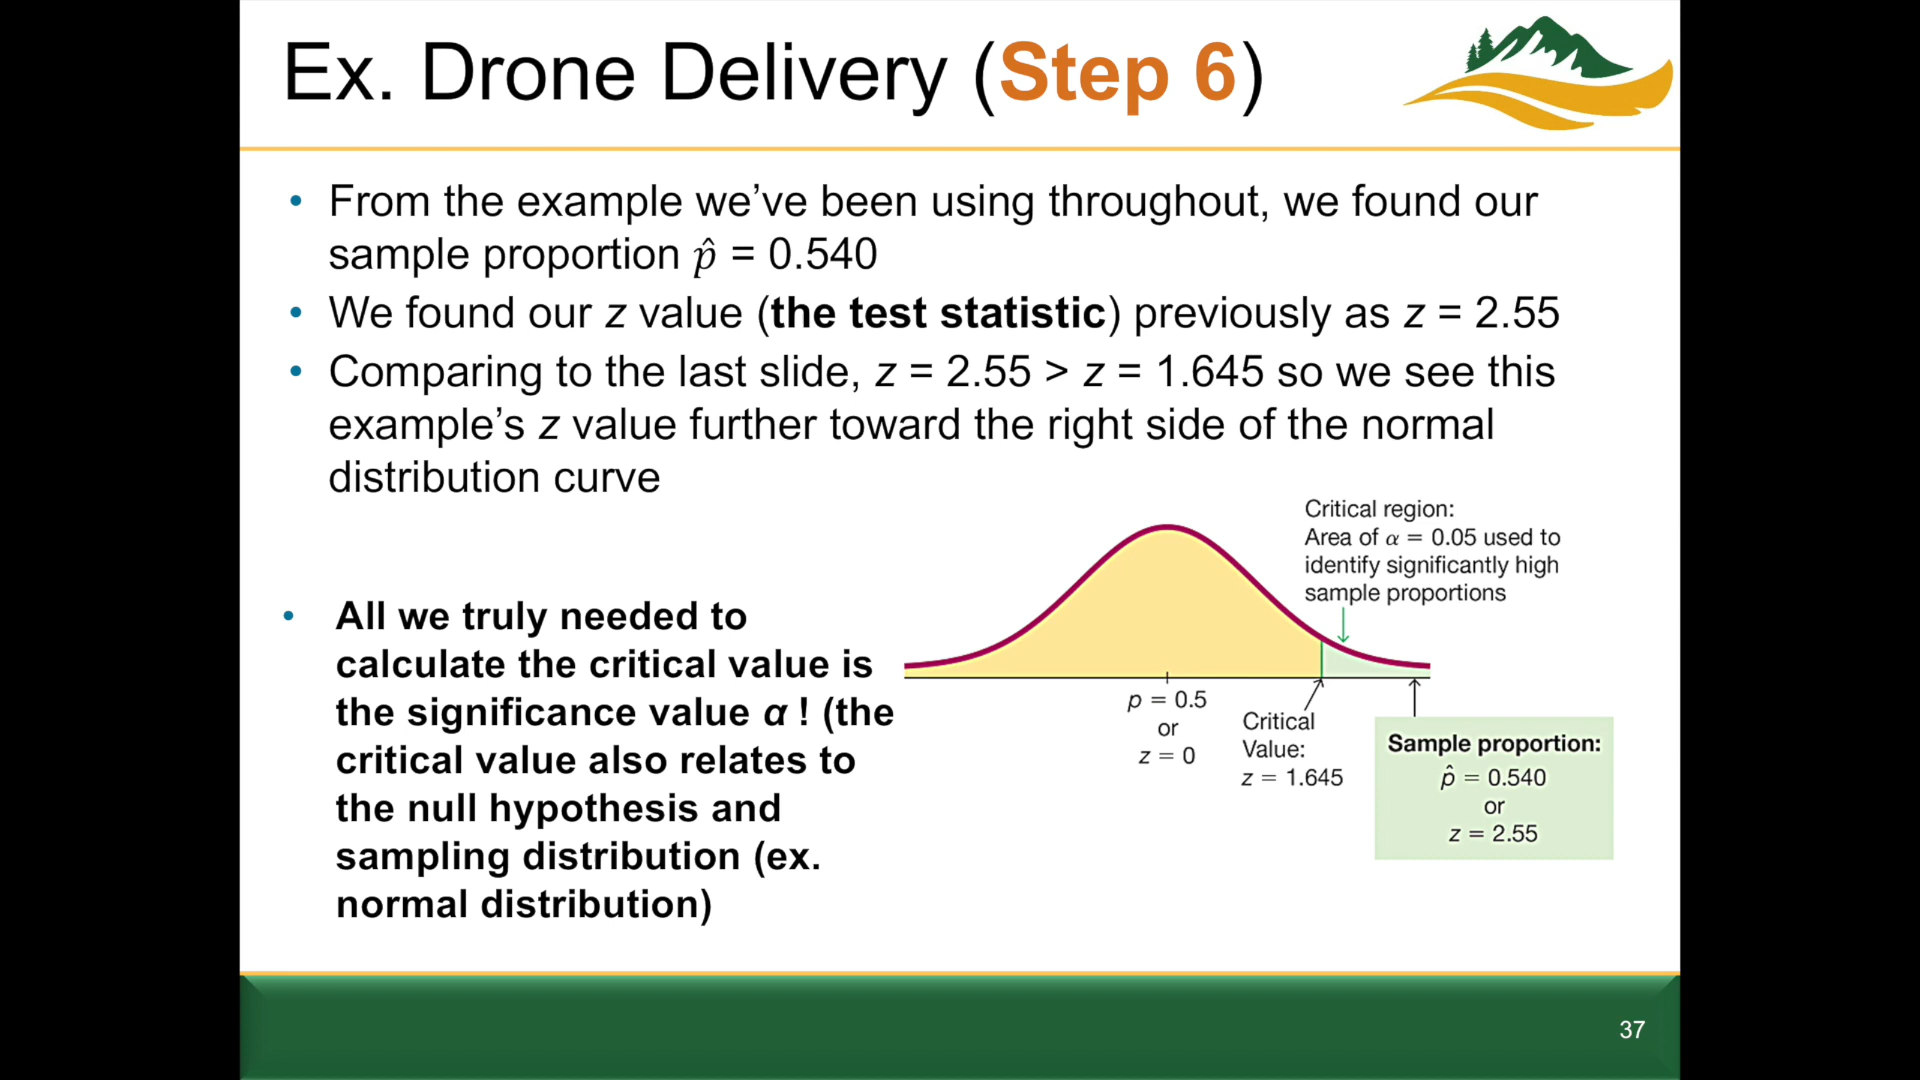 Ex. Drone Delivery (Step 6)
• From the example we’ve been using throughout, we found our
sample proportion p̂ = 0.540
• We found our z value (the test statistic) previously as z = 2.55
• Comparing to the last slide, z = 2.55 > z = 1.645 so we see this
example’s z value further toward the right side of the normal
distribution curve
• All we truly needed to
calculate the critical value is
the significance value α ! (the
critical value also relates to
the null hypothesis and
sampling distribution (ex.
normal distribution)
Critical region:
Area of α = 0.05 used to
identify significantly high
sample proportions
p = 0.5
or
z = 0
Critical
Value:
z = 1.645
Sample proportion:
p̂ = 0.540
or
z = 2.55
37